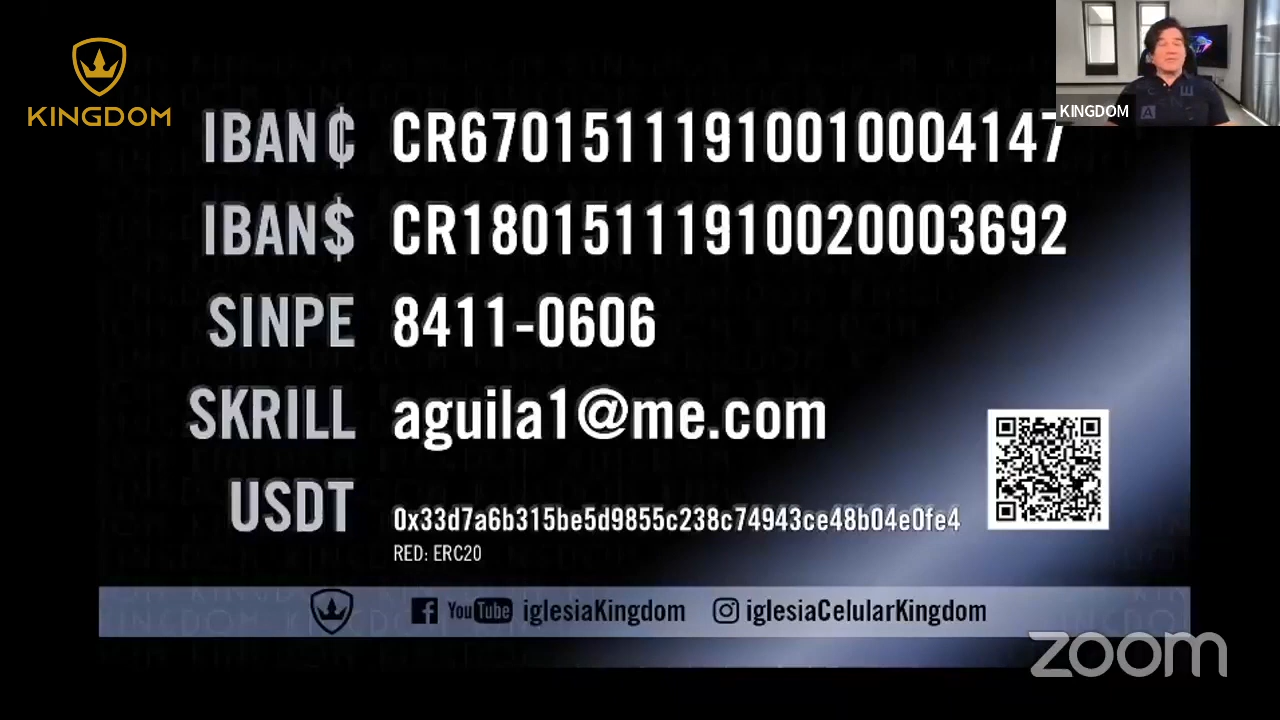 KINGDOM
KINGDOM
IBAN₡ CR67015111910010004147
IBAN$ CR18015111910020003692
SINPE 8411-0606
SKRILL aguila1@me.com
USDT 0x33d7a6b315be5d9855c238c74943ce48b04e0fe4
RED: ERC20
YouTube iglesiaKingdom iglesiaCelularKingdom
zoom